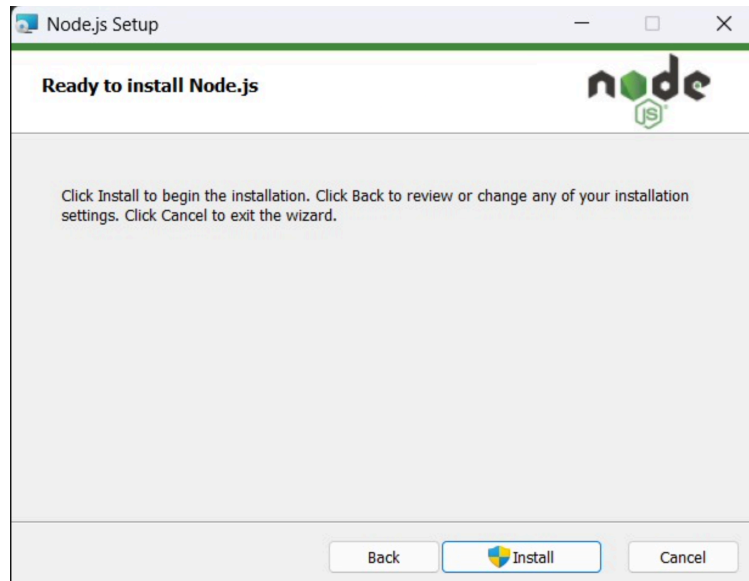 Node.js Setup
Ready to install Node.js
node
JS
Click Install to begin the installation. Click Back to review or change any of your installation
settings. Click Cancel to exit the wizard.
Back
Install
Cancel